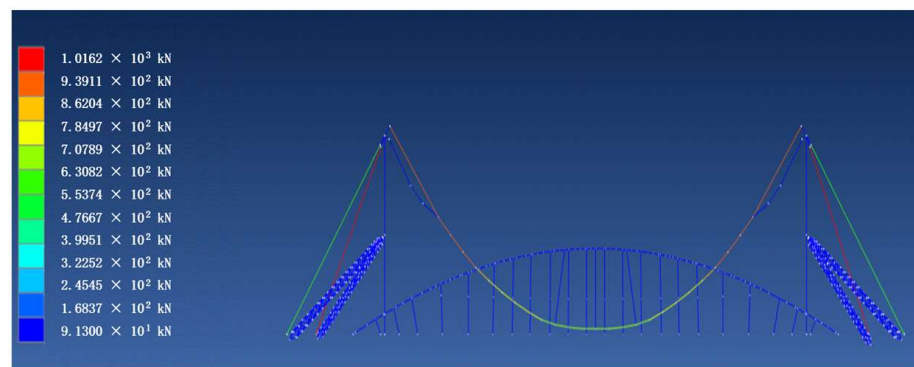 1.0162 × 10³ kN
9.3911 × 10² kN
8.6204 × 10² kN
7.8497 × 10² kN
7.0789 × 10² kN
6.3082 × 10² kN
5.5374 × 10² kN
4.7667 × 10² kN
3.9951 × 10² kN
3.2252 × 10² kN
2.4545 × 10² kN
1.6837 × 10² kN
9.1300 × 10¹ kN